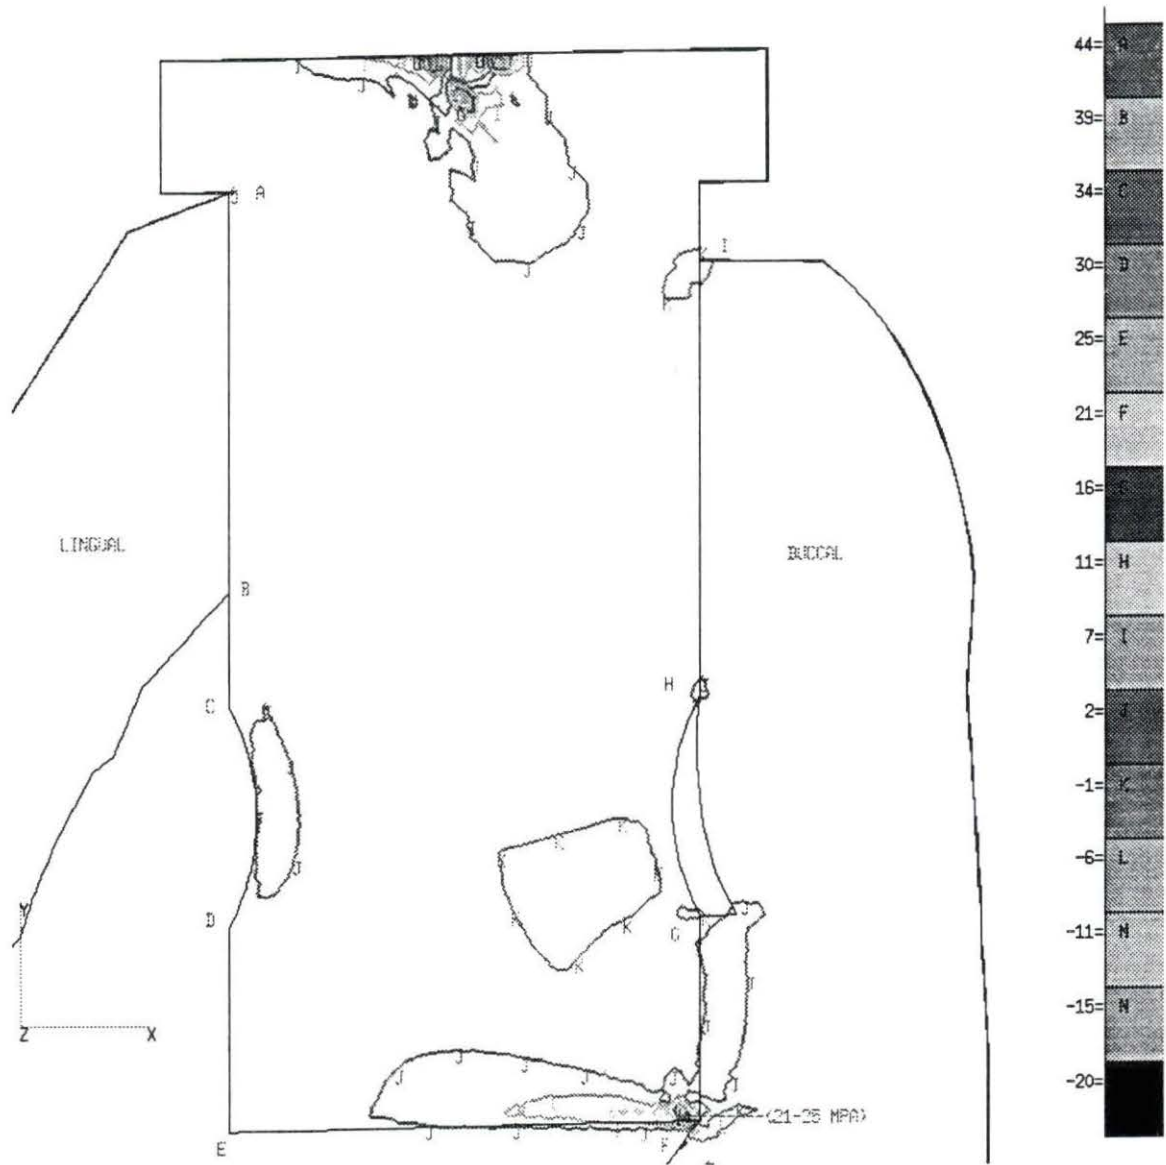 44= A
39= B
34= C
30= D
25= E
21= F
16=
11= H
7= I
2= J
-1= K
-6= L
-11= M
-15= N
-20=
A
I
LINGUAL
BUCCAL
B
H
C
D
G
Y
Z X
(21-25 MPA)
E
F
J
J
J
J
J
J
J
J
K
K
K
K
J
J
J
J
J
J
J
J
J